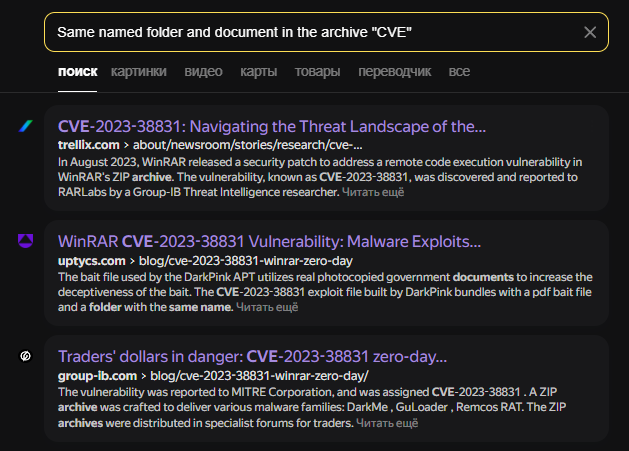 Same named folder and document in the archive "CVE"
поиск картинки видео карты товары переводчик все
CVE-2023-38831: Navigating the Threat Landscape of the...
trellix.com › about/newsroom/stories/research/cve-...
In August 2023, WinRAR released a security patch to address a remote code execution vulnerability in
WinRAR's ZIP archive. The vulnerability, known as CVE-2023-38831, was discovered and reported to
RARLabs by a Group-IB Threat Intelligence researcher. Читать ещё
WinRAR CVE-2023-38831 Vulnerability: Malware Exploits...
uptycs.com › blog/cve-2023-38831-winrar-zero-day
The bait file used by the DarkPink APT utilizes real photocopied government documents to increase the
deceptiveness of the bait. The CVE-2023-38831 exploit file built by DarkPink bundles with a pdf bait file
and a folder with the same name. Читать ещё
Traders' dollars in danger: CVE-2023-38831 zero-day...
group-ib.com › blog/cve-2023-38831-winrar-zero-day/
The vulnerability was reported to MITRE Corporation, and was assigned CVE-2023-38831 . A ZIP
archive was crafted to deliver various malware families: DarkMe , GuLoader , Remcos RAT. The ZIP
archives were distributed in specialist forums for traders. Читать ещё